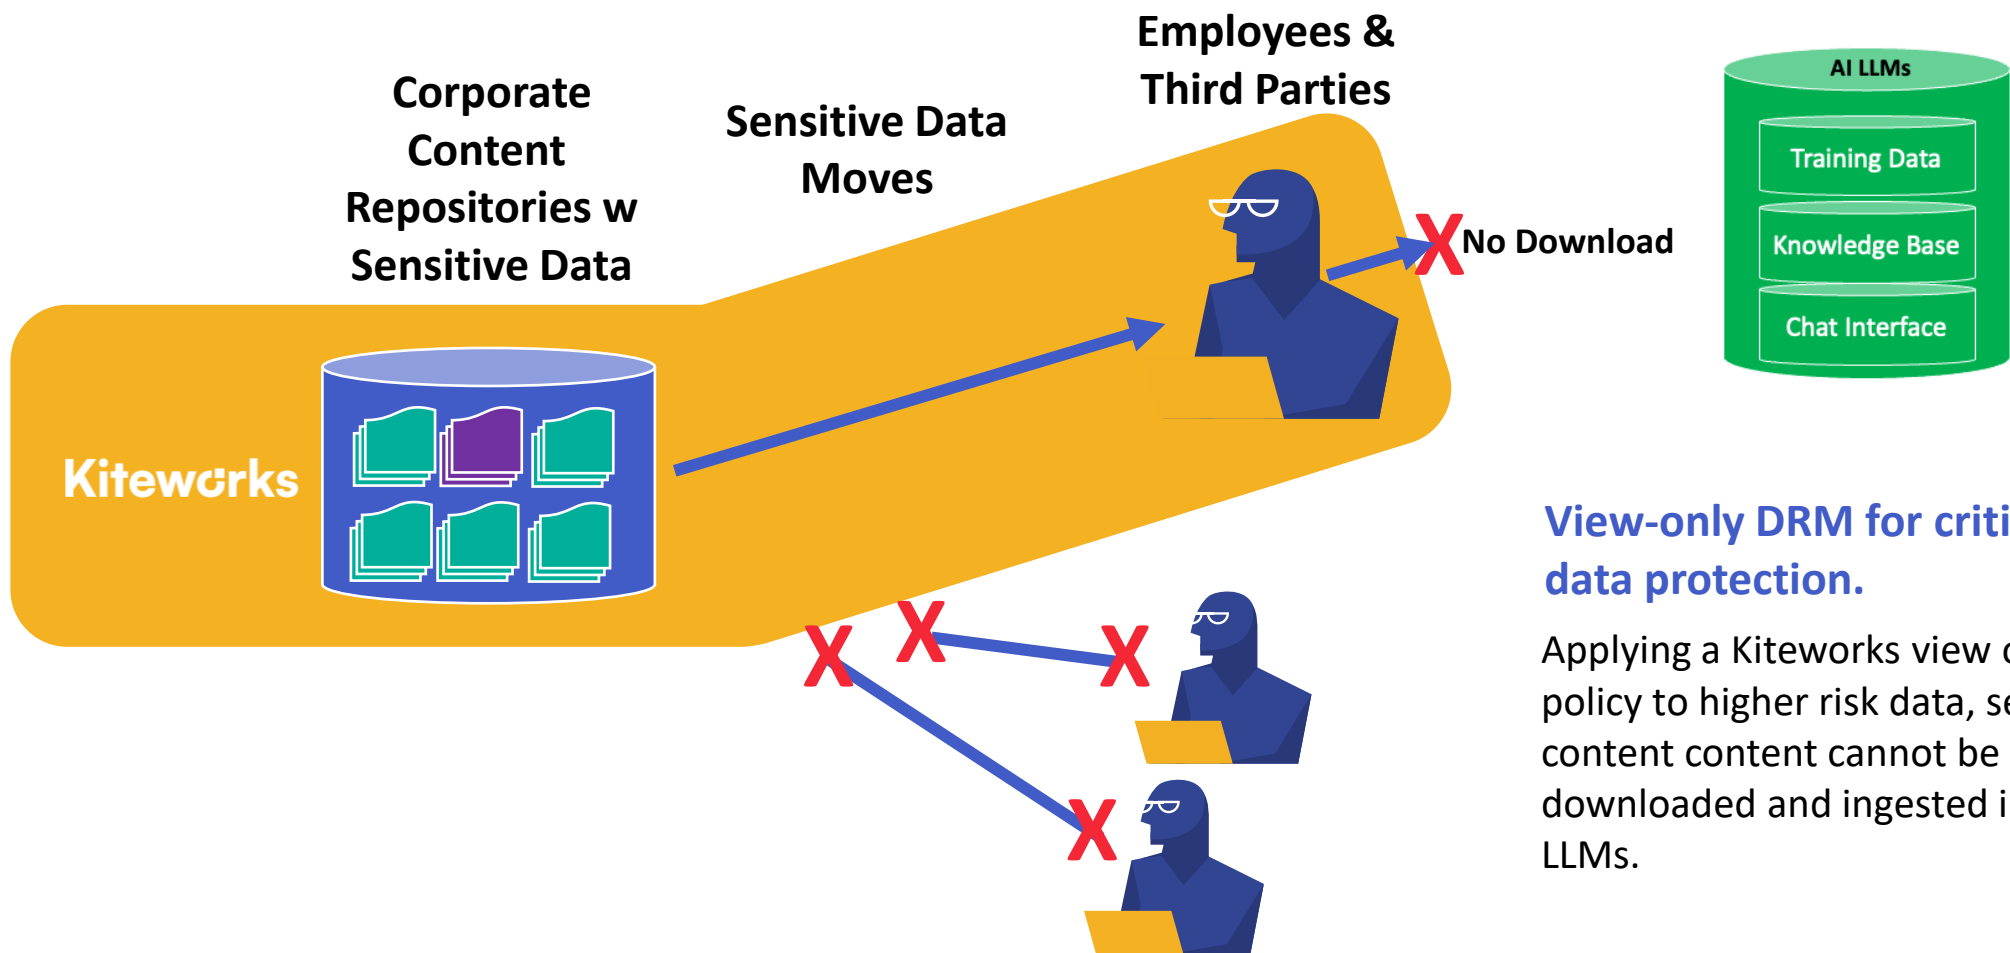 Employees &
Third Parties
Corporate
Content
Repositories w
Sensitive Data
Sensitive Data
Moves
No Download
AI LLMs
Training Data
Knowledge Base
Chat Interface
Kiteworks
X
X
X
X
X
View-only DRM for criti
data protection.
Applying a Kiteworks view
policy to higher risk data, se
content content cannot be
downloaded and ingested i
LLMs.